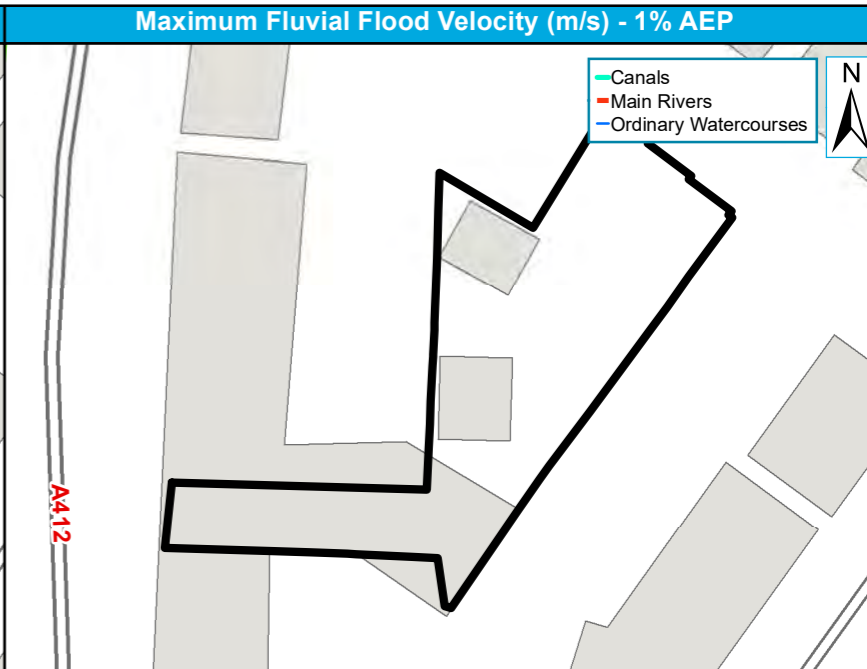 Maximum Fluvial Flood Velocity (m/s) - 1% AEP
Canals
Main Rivers
Ordinary Watercourses
N
A412